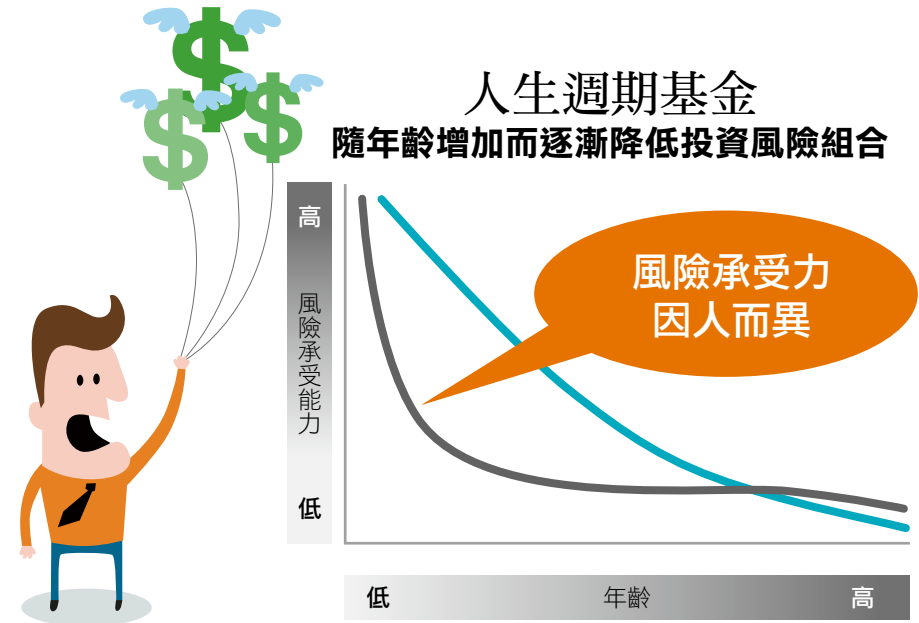 $
$
$
人生週期基金
隨年齡增加而逐漸降低投資風險組合
高
風險承受能力
低
風險承受力
因人而異
低
年齡
高